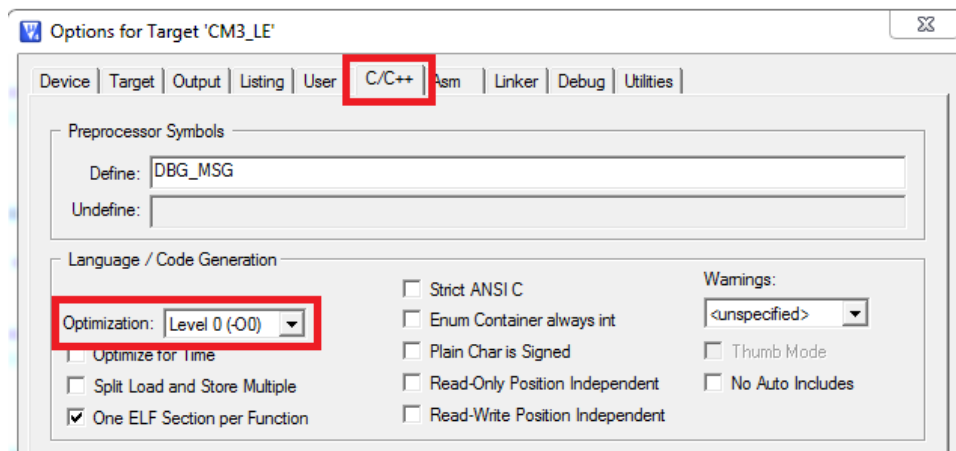 Options for Target 'CM3_LE'
Device Target Output Listing User C/C++ Asm Linker Debug Utilities
Preprocessor Symbols
Define: DBG_MSG
Undefine:
Language / Code Generation
Optimization: Level 0 (-O0)
Optimize for Time
Split Load and Store Multiple
One ELF Section per Function
Strict ANSI C
Enum Container always int
Plain Char is Signed
Read-Only Position Independent
Read-Write Position Independent
Warnings:
<unspecified>
Thumb Mode
No Auto Includes